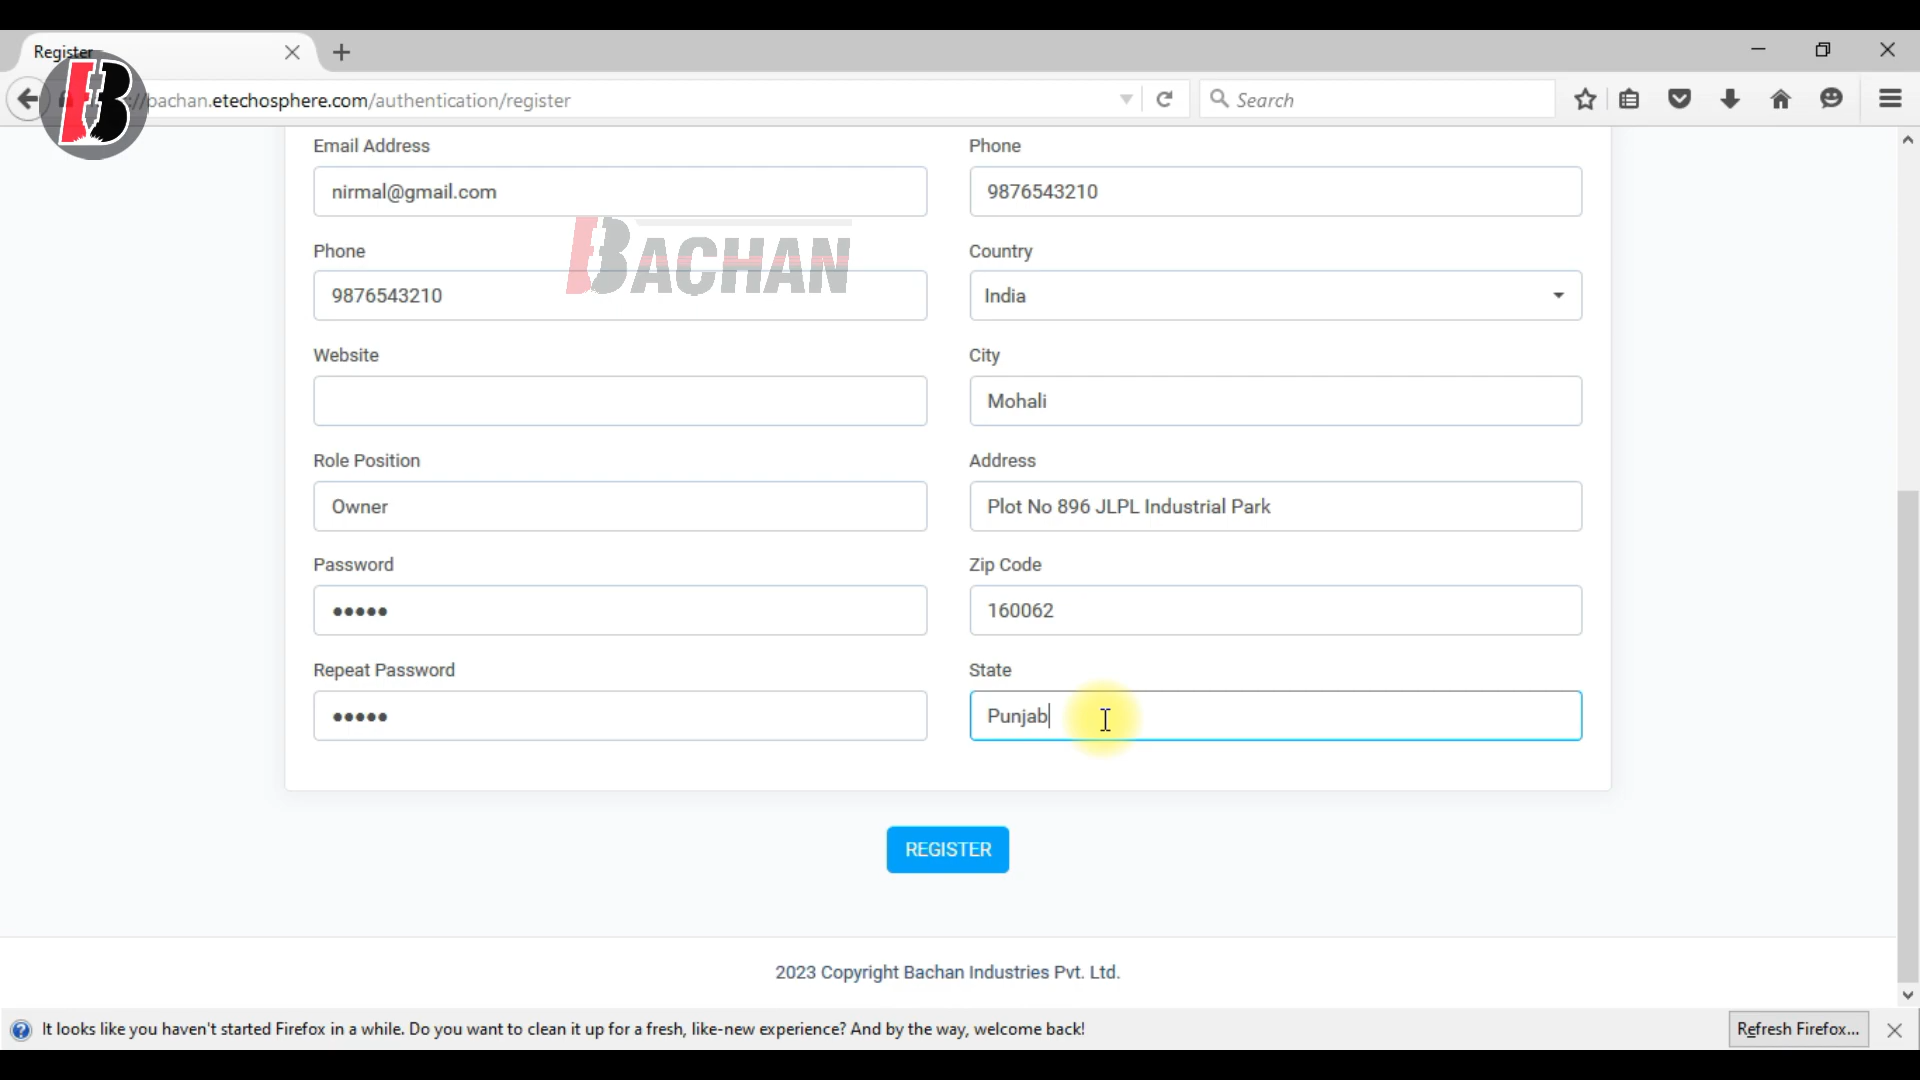 Register
B
://bachan.etechosphere.com/authentication/register
Search
Email Address
Phone
nirmal@gmail.com
9876543210
BACHAN
Phone
Country
9876543210
India
Website
City
Mohali
Role Position
Address
Owner
Plot No 896 JLPL Industrial Park
Password
Zip Code
●●●●●
160062
Repeat Password
State
●●●●●
Punjab
REGISTER
2023 Copyright Bachan Industries Pvt. Ltd.
It looks like you haven't started Firefox in a while. Do you want to clean it up for a fresh, like-new experience? And by the way, welcome back!
Refresh Firefox...